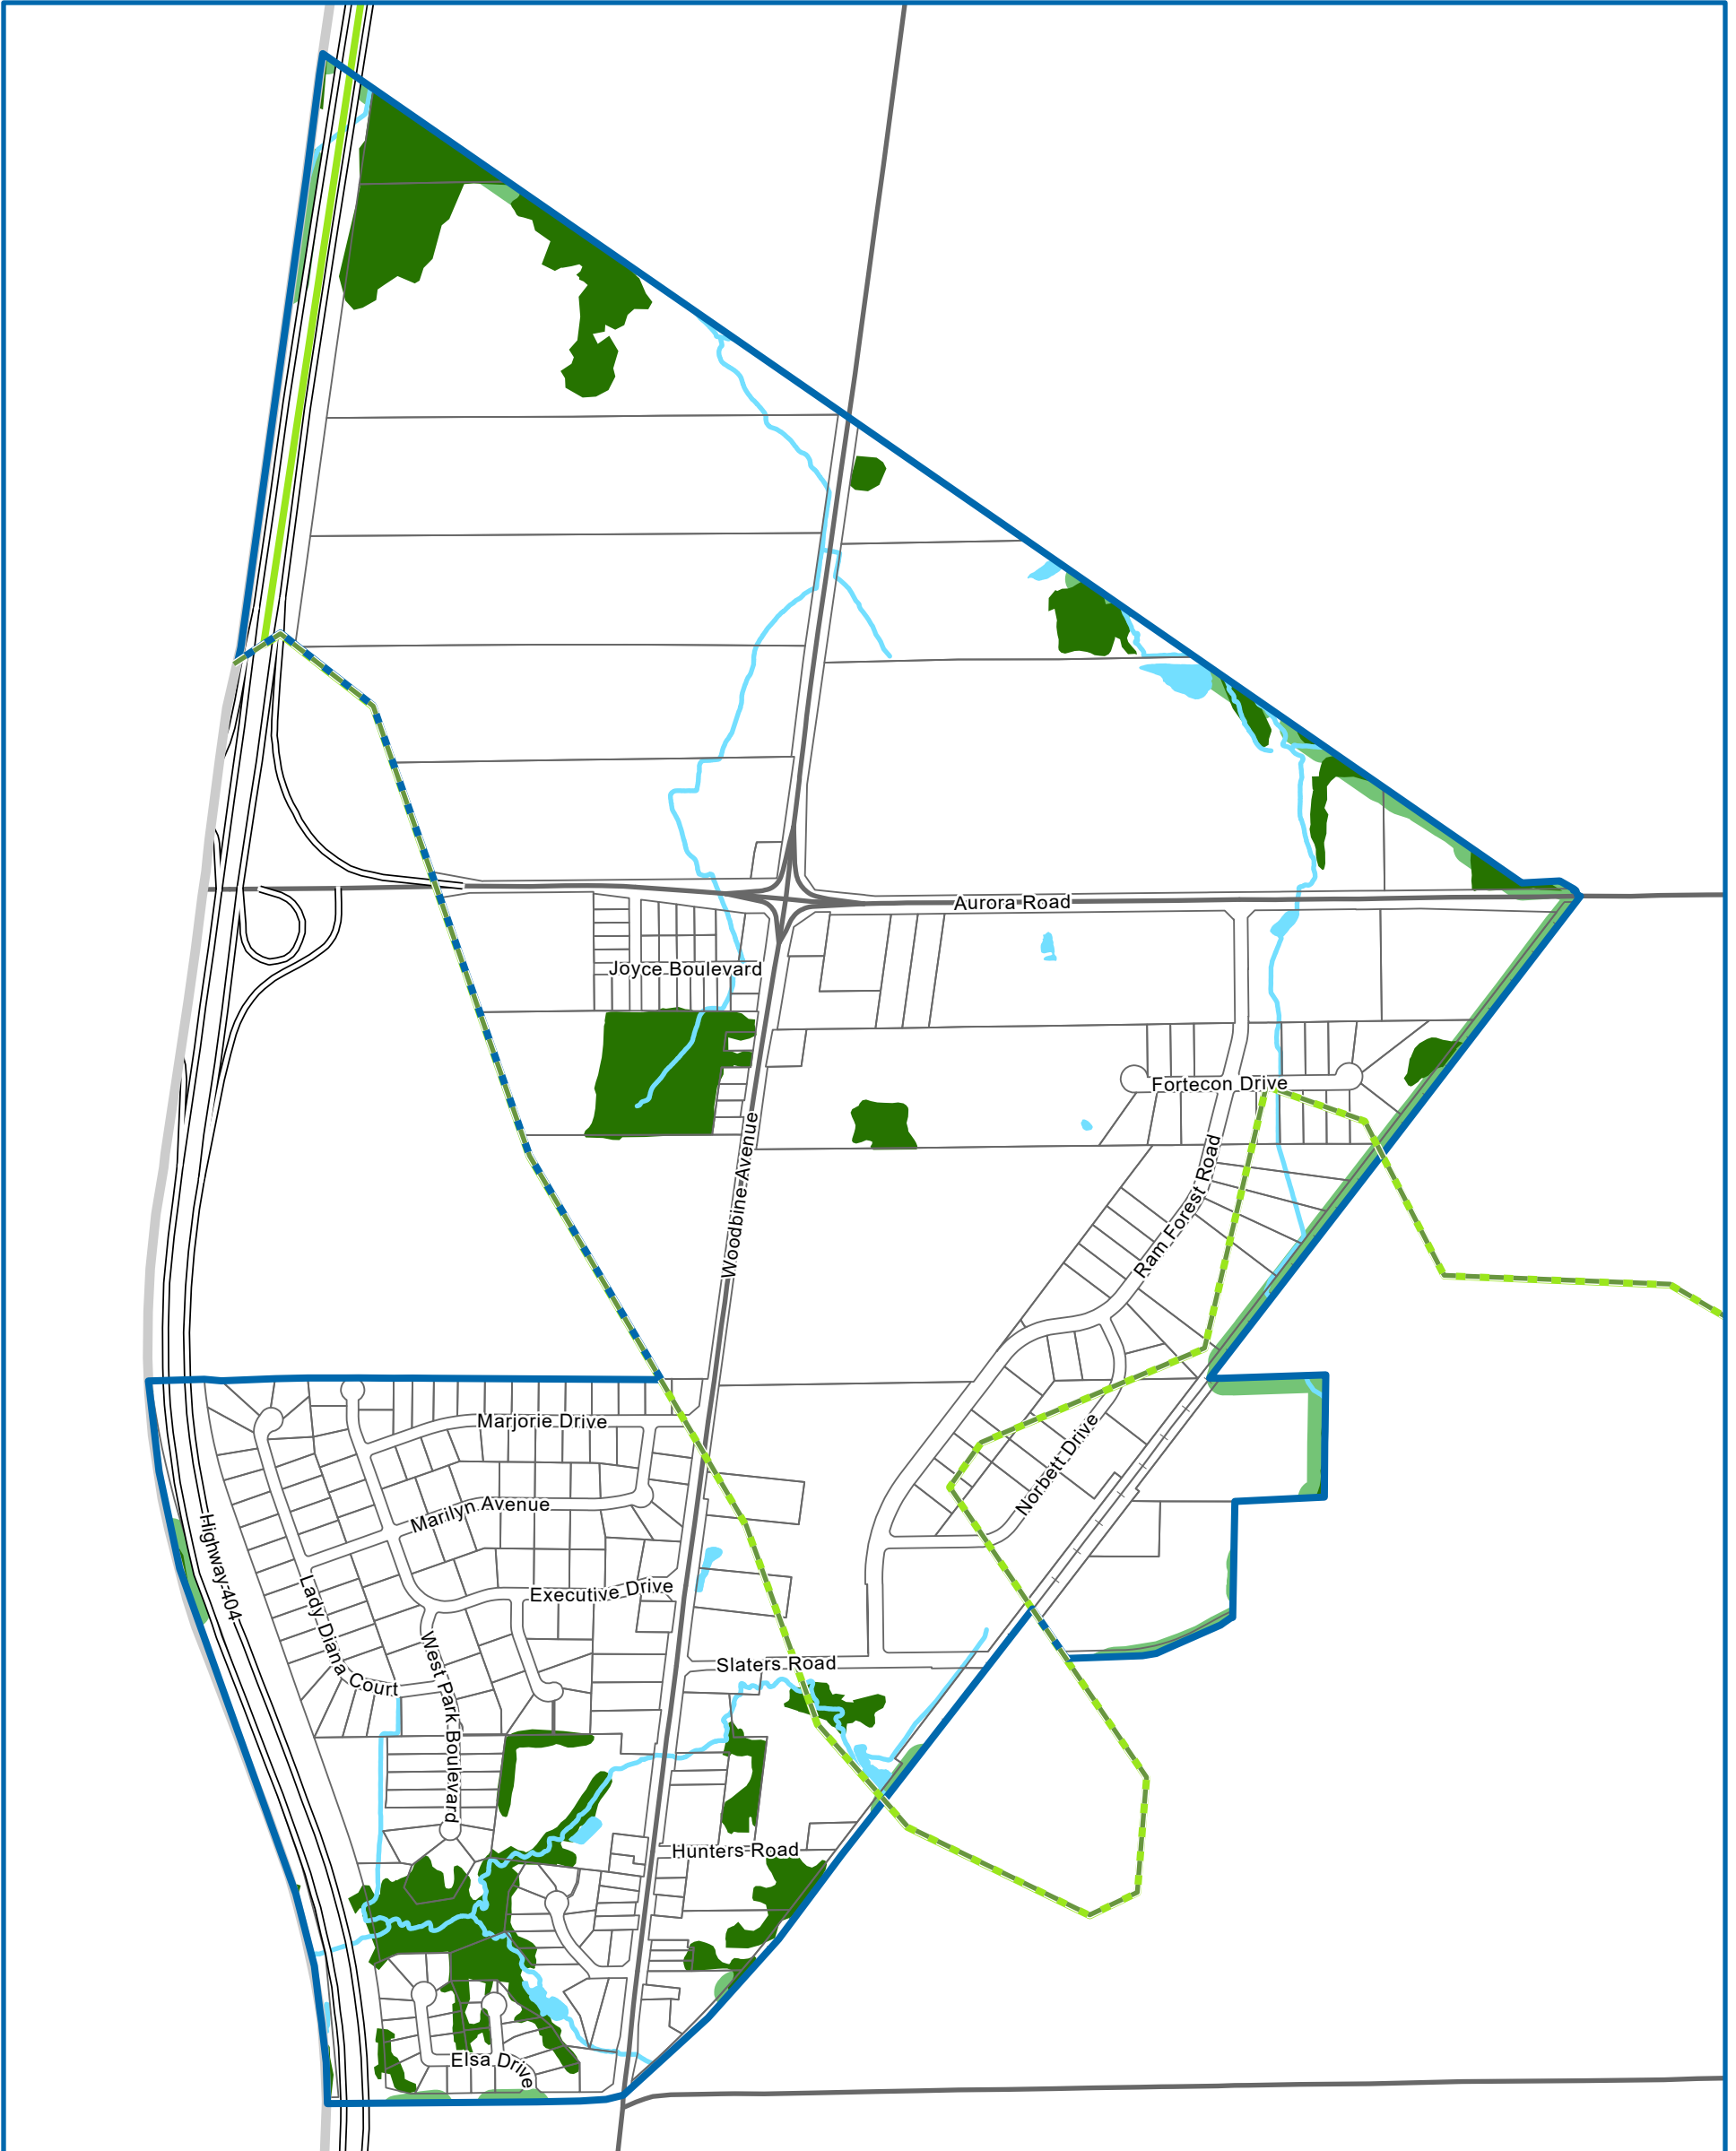 Aurora Road
Joyce Boulevard
Fortecon Drive
Woodbine Avenue
Ram Forest Road
Marjorie Drive
Norbett Drive
Marilyn Avenue
Highway 404
Executive Drive
Lady Diana Court
West Park Boulevard
Slaters Road
Hunters Road
Elsa Drive